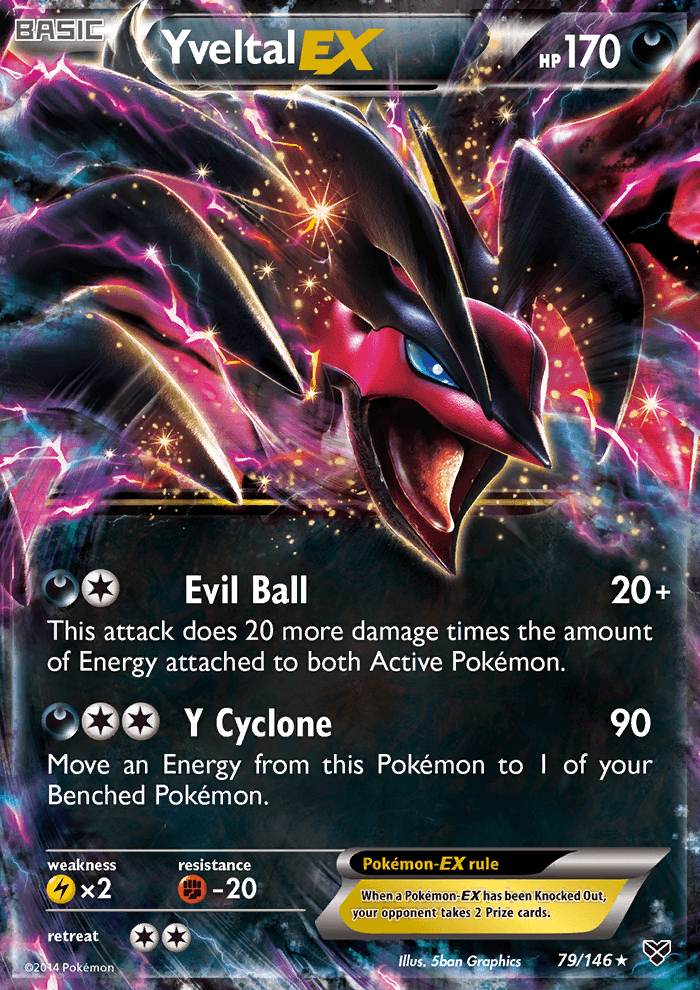 BASIC
Yveltal EX
HP 170
Evil Ball 20+
This attack does 20 more damage times the amount
of Energy attached to both Active Pokémon.
Y Cyclone 90
Move an Energy from this Pokémon to 1 of your
Benched Pokémon.
weakness resistance
×2 -20
Pokémon-EX rule
When a Pokémon-EX has been Knocked Out,
your opponent takes 2 Prize cards.
retreat
Illus. 5ban Graphics 79/146 ★
©2014 Pokémon